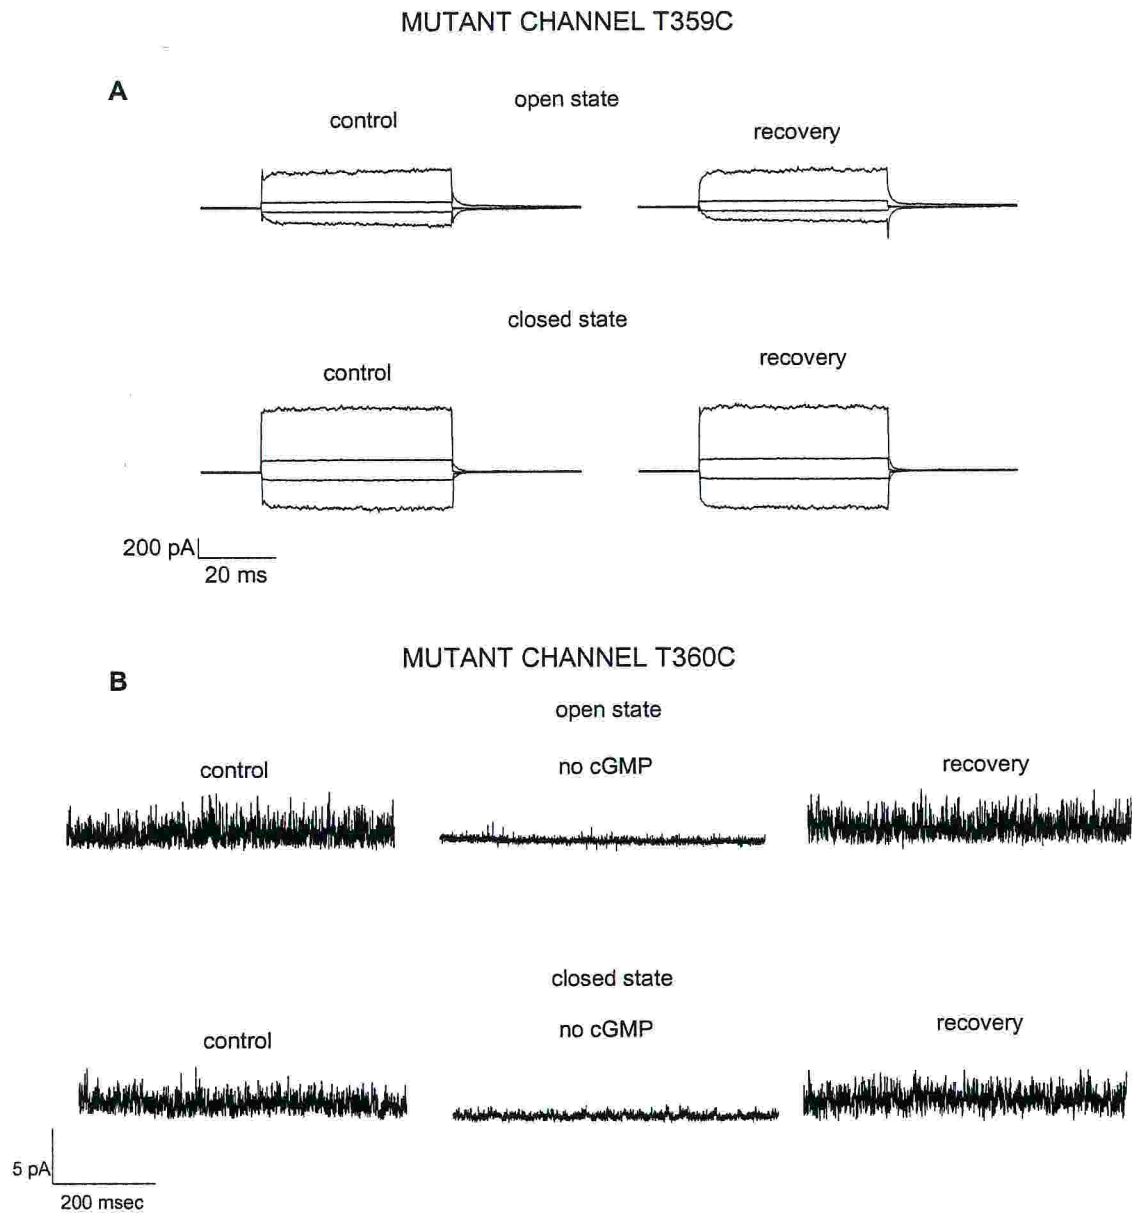 MUTANT CHANNEL T359C
A
open state
control
recovery
closed state
control
recovery
200 pA
20 ms
MUTANT CHANNEL T360C
B
open state
control
no cGMP
recovery
closed state
control
no cGMP
recovery
5 pA
200 msec